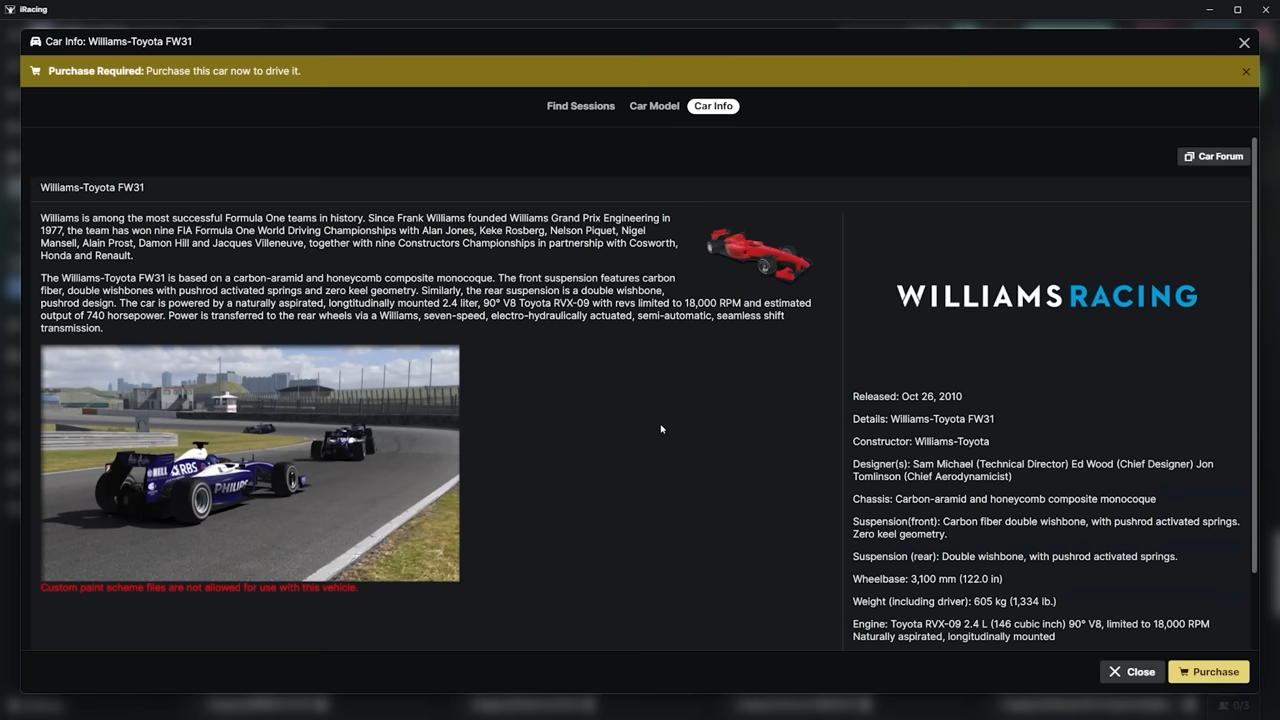 iRacing
Car Info: Williams-Toyota FW31
Purchase Required: Purchase this car now to drive it.
Find Sessions
Car Model
Car Info
Car Forum
Williams-Toyota FW31
Williams is among the most successful Formula One teams in history. Since Frank Williams founded Williams Grand Prix Engineering in
1977, the team has won nine FIA Formula One World Driving Championships with Alan Jones, Keke Rosberg, Nelson Piquet, Nigel
Mansell, Alain Prost, Damon Hill and Jacques Villeneuve, together with nine Constructors Championships in partnership with Cosworth,
Honda and Renault.
The Williams-Toyota FW31 is based on a carbon-aramid and honeycomb composite monocoque. The front suspension features carbon
fiber, double wishbones with pushrod activated springs and zero keel geometry. Similarly, the rear suspension is a double wishbone,
pushrod design. The car is powered by a naturally aspirated, longtitudinally mounted 2.4 liter, 90° V8 Toyota RVX-09 with revs limited to 18,000 RPM and estimated
output of 740 horsepower. Power is transferred to the rear wheels via a Williams, seven-speed, electro-hydraulically actuated, semi-automatic, seamless shift
transmission.
RBS
PHILIPS
Custom paint scheme files are not allowed for use with this vehicle.
WILLIAMS RACING
Released: Oct 26, 2010
Details: Williams-Toyota FW31
Constructor: Williams-Toyota
Designer(s): Sam Michael (Technical Director) Ed Wood (Chief Designer) Jon
Tomlinson (Chief Aerodynamicist)
Chassis: Carbon-aramid and honeycomb composite monocoque
Suspension(front): Carbon fiber double wishbone, with pushrod activated springs.
Zero keel geometry.
Suspension (rear): Double wishbone, with pushrod activated springs.
Wheelbase: 3,100 mm (122.0 in)
Weight (including driver): 605 kg (1,334 lb.)
Engine: Toyota RVX-09 2.4 L (146 cubic inch) 90° V8, limited to 18,000 RPM
Naturally aspirated, longitudinally mounted
Close
Purchase
0/3